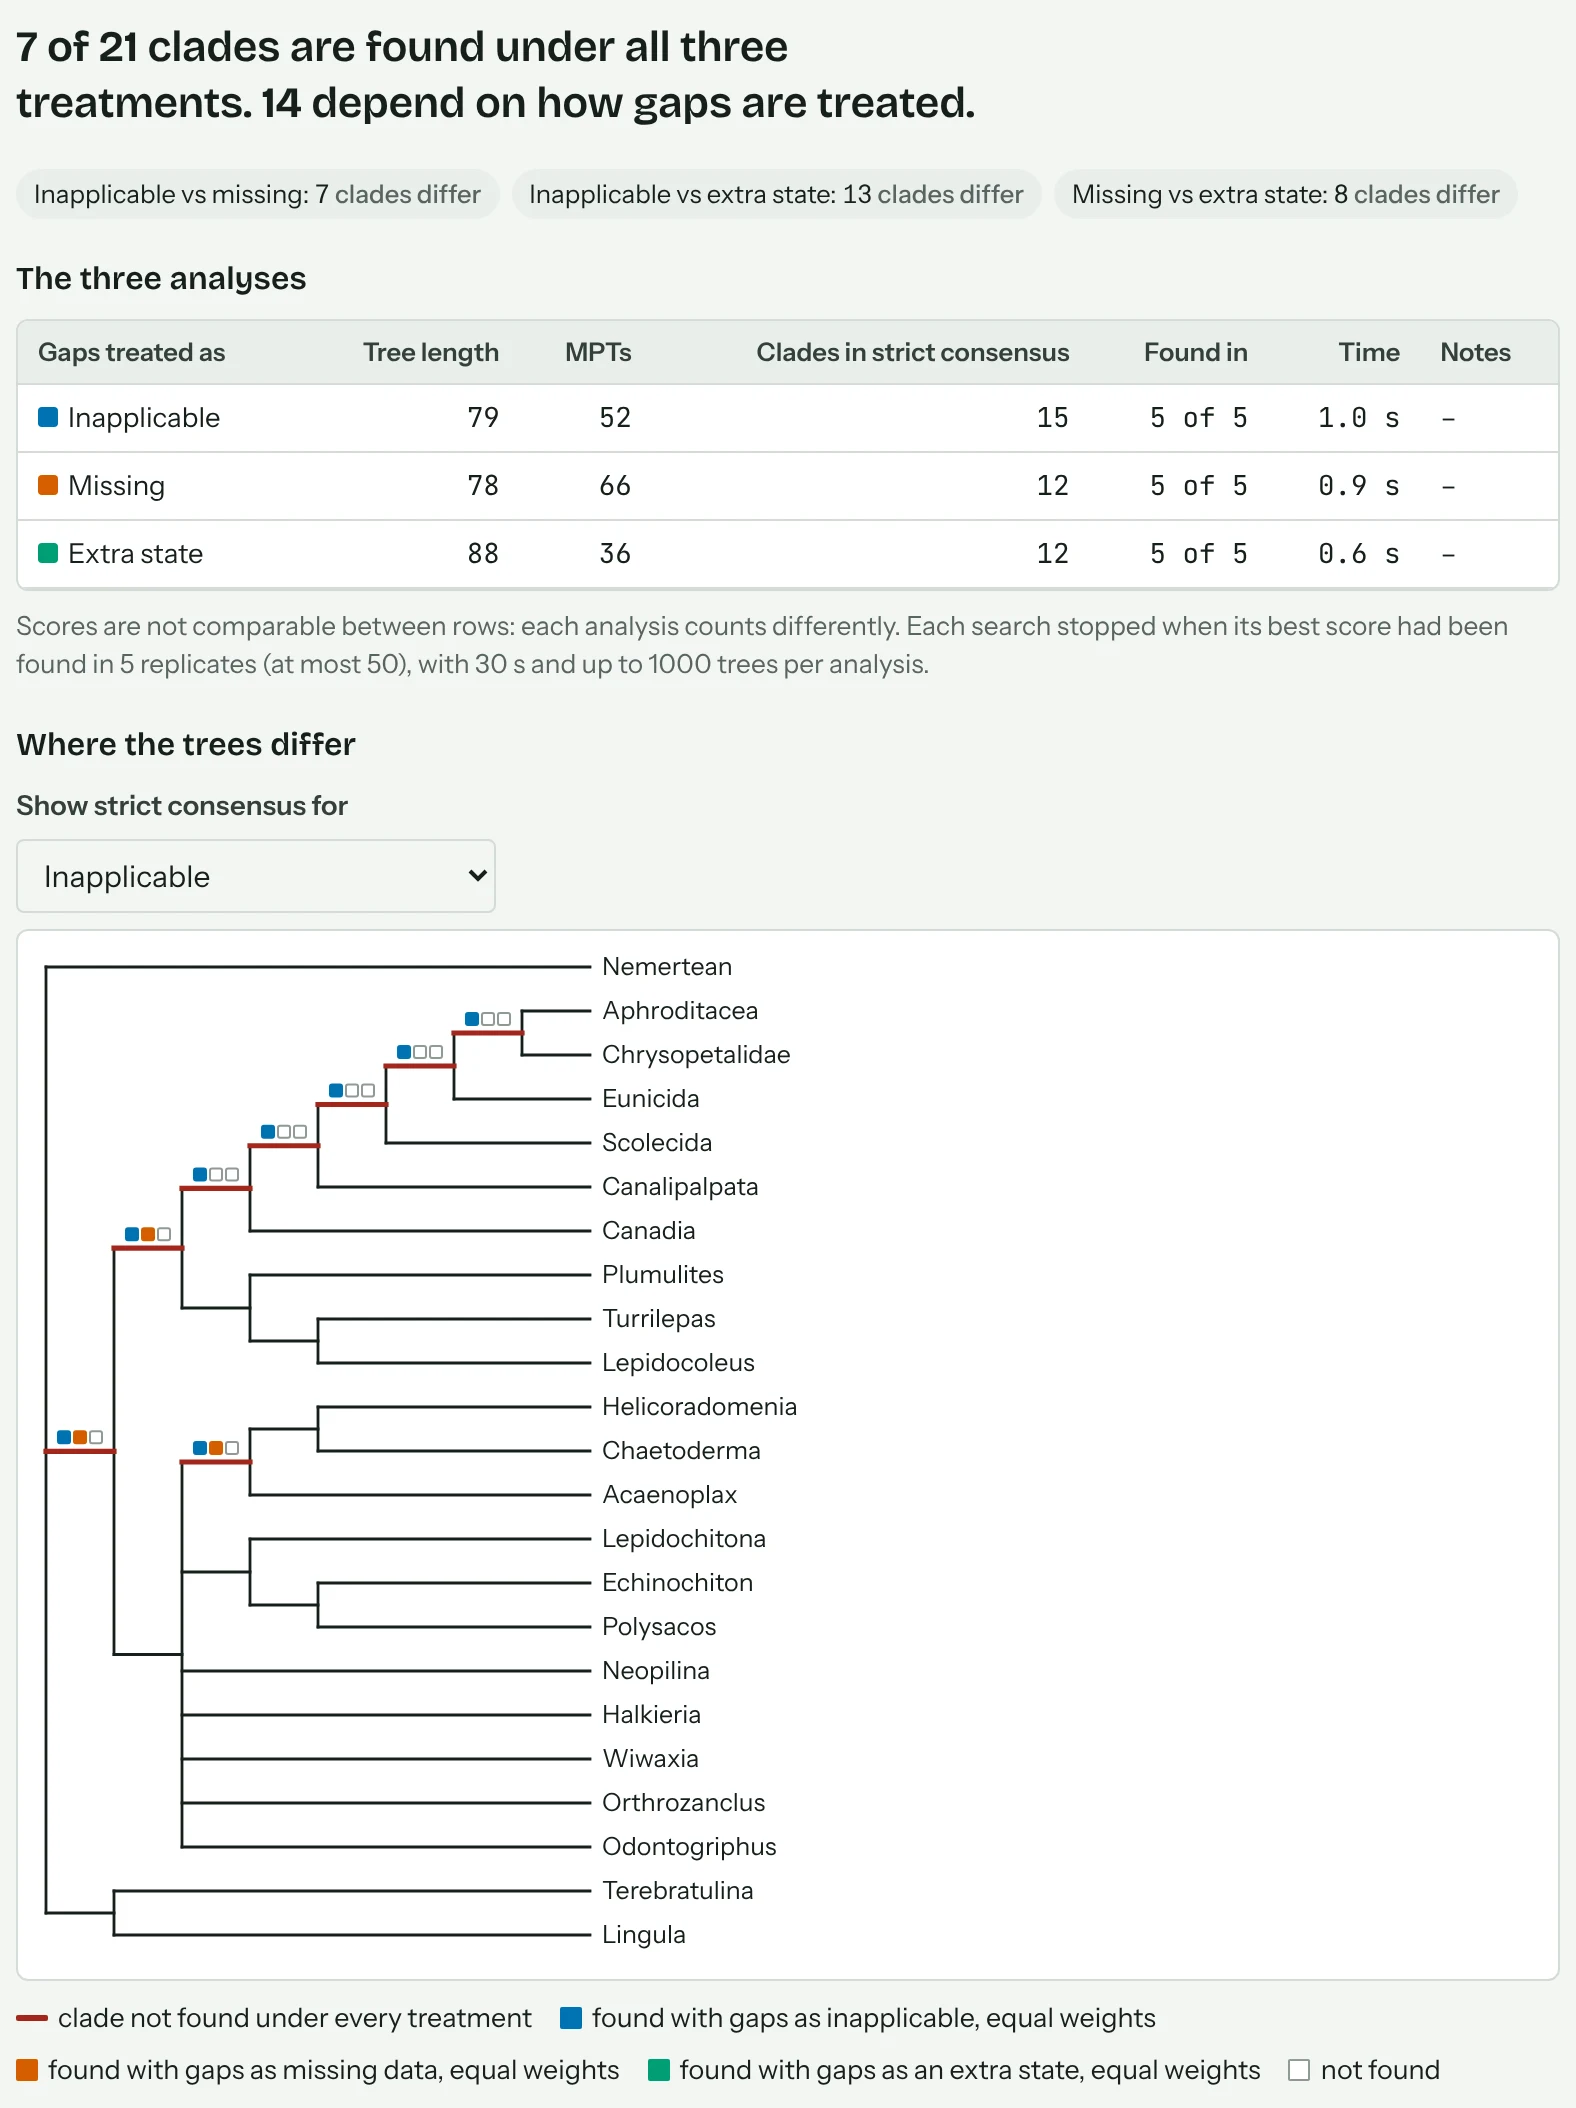 7 of 21 clades are found under all three
treatments. 14 depend on how gaps are treated.
Inapplicable vs missing: 7 clades differ
Inapplicable vs extra state: 13 clades differ
Missing vs extra state: 8 clades differ
The three analyses
Gaps treated as Tree length MPTs Clades in strict consensus Found in Time Notes
Inapplicable 79 52 15 5 of 5 1.0 s –
Missing 78 66 12 5 of 5 0.9 s –
Extra state 88 36 12 5 of 5 0.6 s –
Scores are not comparable between rows: each analysis counts differently. Each search stopped when its best score had been
found in 5 replicates (at most 50), with 30 s and up to 1000 trees per analysis.
Where the trees differ
Show strict consensus for
Inapplicable
Nemertean
Aphroditacea
Chrysopetalidae
Eunicida
Scolecida
Canalipalpata
Canadia
Plumulites
Turrilepas
Lepidocoleus
Helicoradomenia
Chaetoderma
Acaenoplax
Lepidochitona
Echinochiton
Polysacos
Neopilina
Halkieria
Wiwaxia
Orthrozanclus
Odontogriphus
Terebratulina
Lingula
clade not found under every treatment
found with gaps as inapplicable, equal weights
found with gaps as missing data, equal weights
found with gaps as an extra state, equal weights
not found